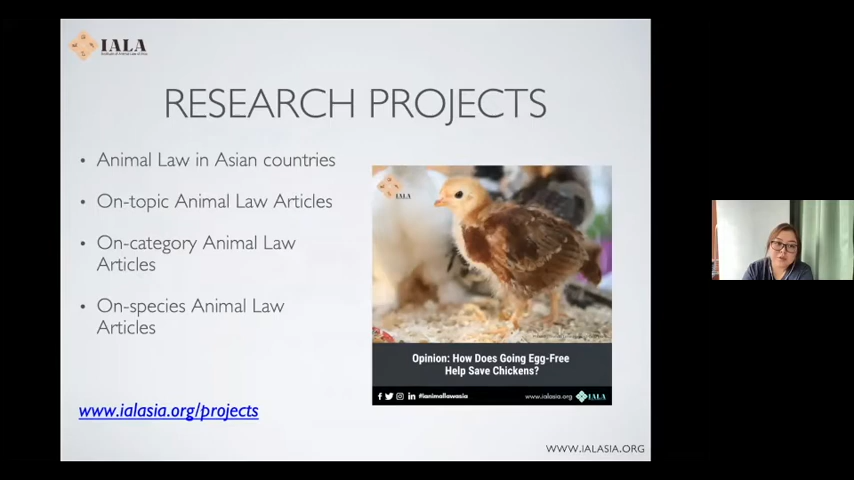 IALA
RESEARCH PROJECTS
• Animal Law in Asian countries
• On-topic Animal Law Articles
• On-category Animal Law
Articles
• On-species Animal Law
Articles
www.ialasia.org/projects
IALA
Opinion: How Does Going Egg-Free
Help Save Chickens?
#ianimallawasia
www.ialasia.org
IALA
WWW.IALASIA.ORG